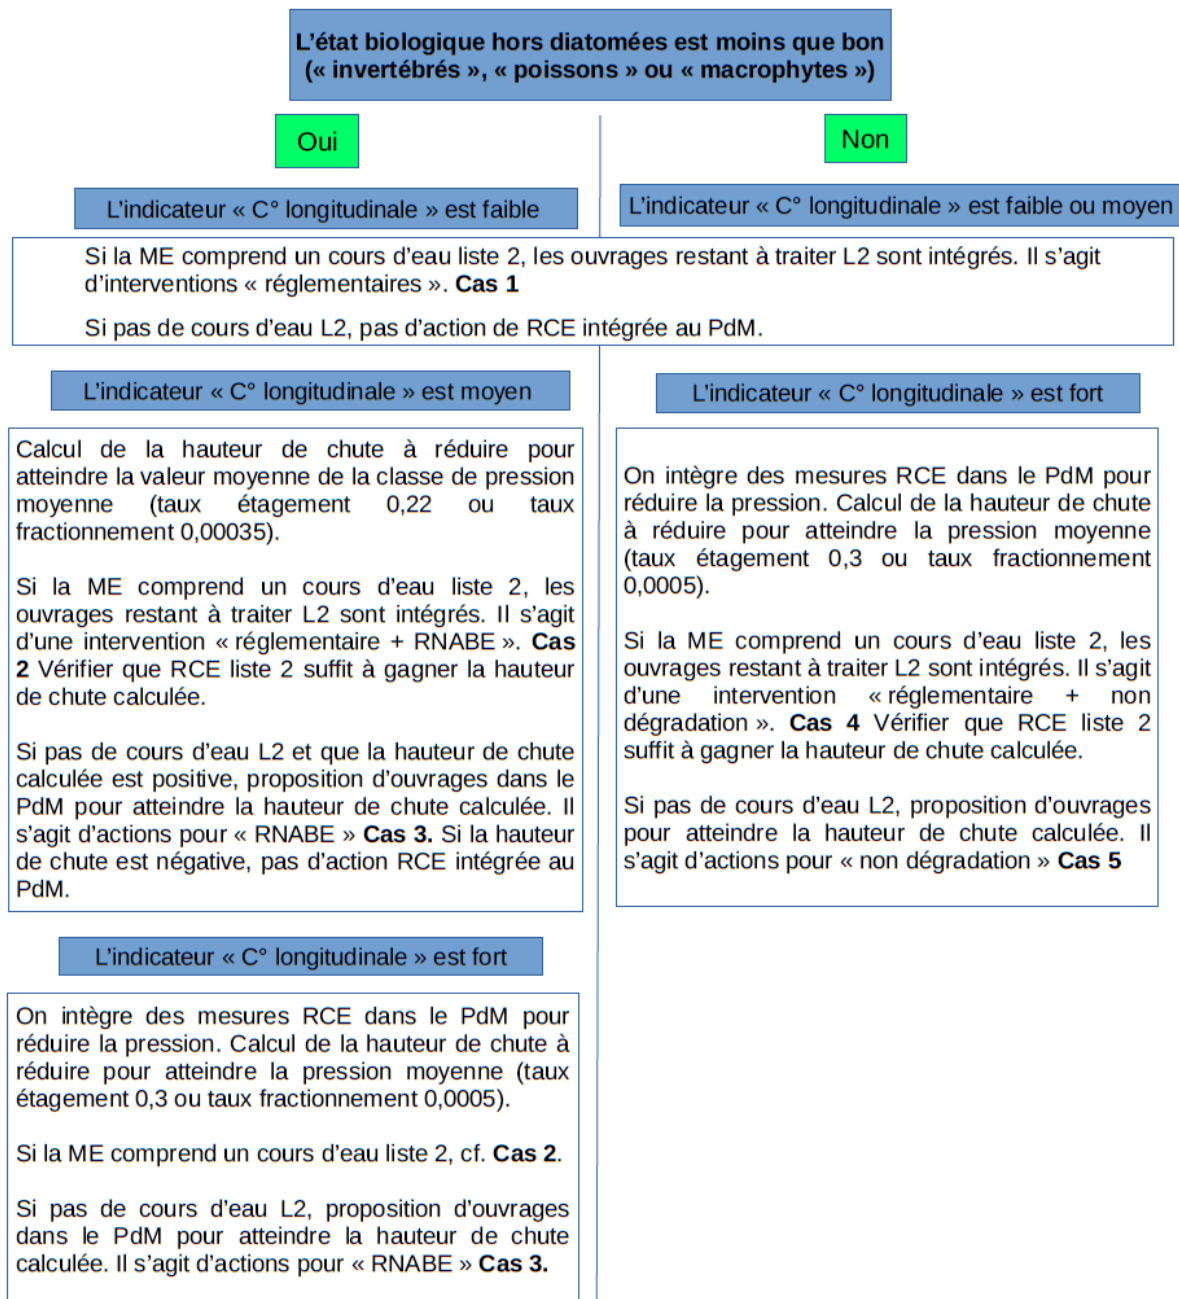 L'état biologique hors diatomées est moins que bon
(« invertébrés », « poissons » ou « macrophytes »)
Oui
Non
L'indicateur « C° longitudinale » est faible
L'indicateur « C° longitudinale » est faible ou moyen
Si la ME comprend un cours d'eau liste 2, les ouvrages restant à traiter L2 sont intégrés. Il s'agit
d'interventions « réglementaires ». Cas 1
Si pas de cours d'eau L2, pas d'action de RCE intégrée au PdM.
L'indicateur « C° longitudinale » est moyen
Calcul de la hauteur de chute à réduire pour
atteindre la valeur moyenne de la classe de pression
moyenne (taux étagement 0,22 ou taux
fractionnement 0,00035).
Si la ME comprend un cours d'eau liste 2, les
ouvrages restant à traiter L2 sont intégrés. Il s'agit
d'une intervention « réglementaire + RNABE ». Cas
2 Vérifier que RCE liste 2 suffit à gagner la hauteur
de chute calculée.
Si pas de cours d'eau L2 et que la hauteur de chute
calculée est positive, proposition d'ouvrages dans le
PdM pour atteindre la hauteur de chute calculée. Il
s'agit d'actions pour « RNABE » Cas 3. Si la hauteur
de chute est négative, pas d'action RCE intégrée au
PdM.
L'indicateur « C° longitudinale » est fort
On intègre des mesures RCE dans le PdM pour
réduire la pression. Calcul de la hauteur de chute à
réduire pour atteindre la pression moyenne (taux
étagement 0,3 ou taux fractionnement 0,0005).
Si la ME comprend un cours d'eau liste 2, cf. Cas 2.
Si pas de cours d'eau L2, proposition d'ouvrages
dans le PdM pour atteindre la hauteur de chute
calculée. Il s'agit d'actions pour « RNABE » Cas 3.
L'indicateur « C° longitudinale » est fort
On intègre des mesures RCE dans le PdM pour
réduire la pression. Calcul de la hauteur de chute
à réduire pour atteindre la pression moyenne
(taux étagement 0,3 ou taux fractionnement
0,0005).
Si la ME comprend un cours d'eau liste 2, les
ouvrages restant à traiter L2 sont intégrés. Il s'agit
d'une intervention « réglementaire + non
dégradation ». Cas 4 Vérifier que RCE liste 2
suffit à gagner la hauteur de chute calculée.
Si pas de cours d'eau L2, proposition d'ouvrages
pour atteindre la hauteur de chute calculée. Il
s'agit d'actions pour « non dégradation » Cas 5